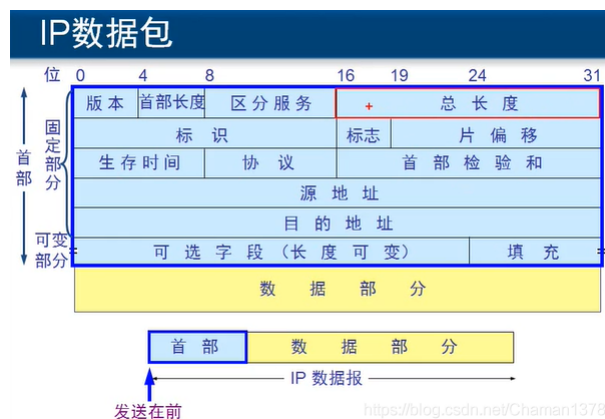 IP数据包
位 0 4 8 16 19 24 31
版本 首部长度 区分服务 总长度
标识 标志 片偏移
生存时间 协议 首部检验和
源地址
目的地址
可选字段（长度可变） 填充
数据部分
首部
固定部分
可变部分
首部 数据部分
IP 数据报
发送在前
https://blog.csdn.net/Chaman1378